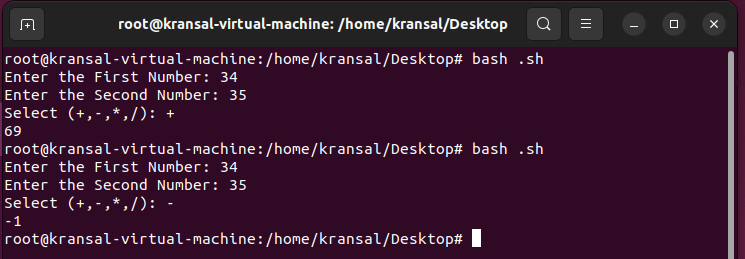 root@kransal-virtual-machine: /home/kransal/Desktop
root@kransal-virtual-machine:/home/kransal/Desktop# bash .sh
Enter the First Number: 34
Enter the Second Number: 35
Select (+,-,*,/): +
69
root@kransal-virtual-machine:/home/kransal/Desktop# bash .sh
Enter the First Number: 34
Enter the Second Number: 35
Select (+,-,*,/): -
-1
root@kransal-virtual-machine:/home/kransal/Desktop#